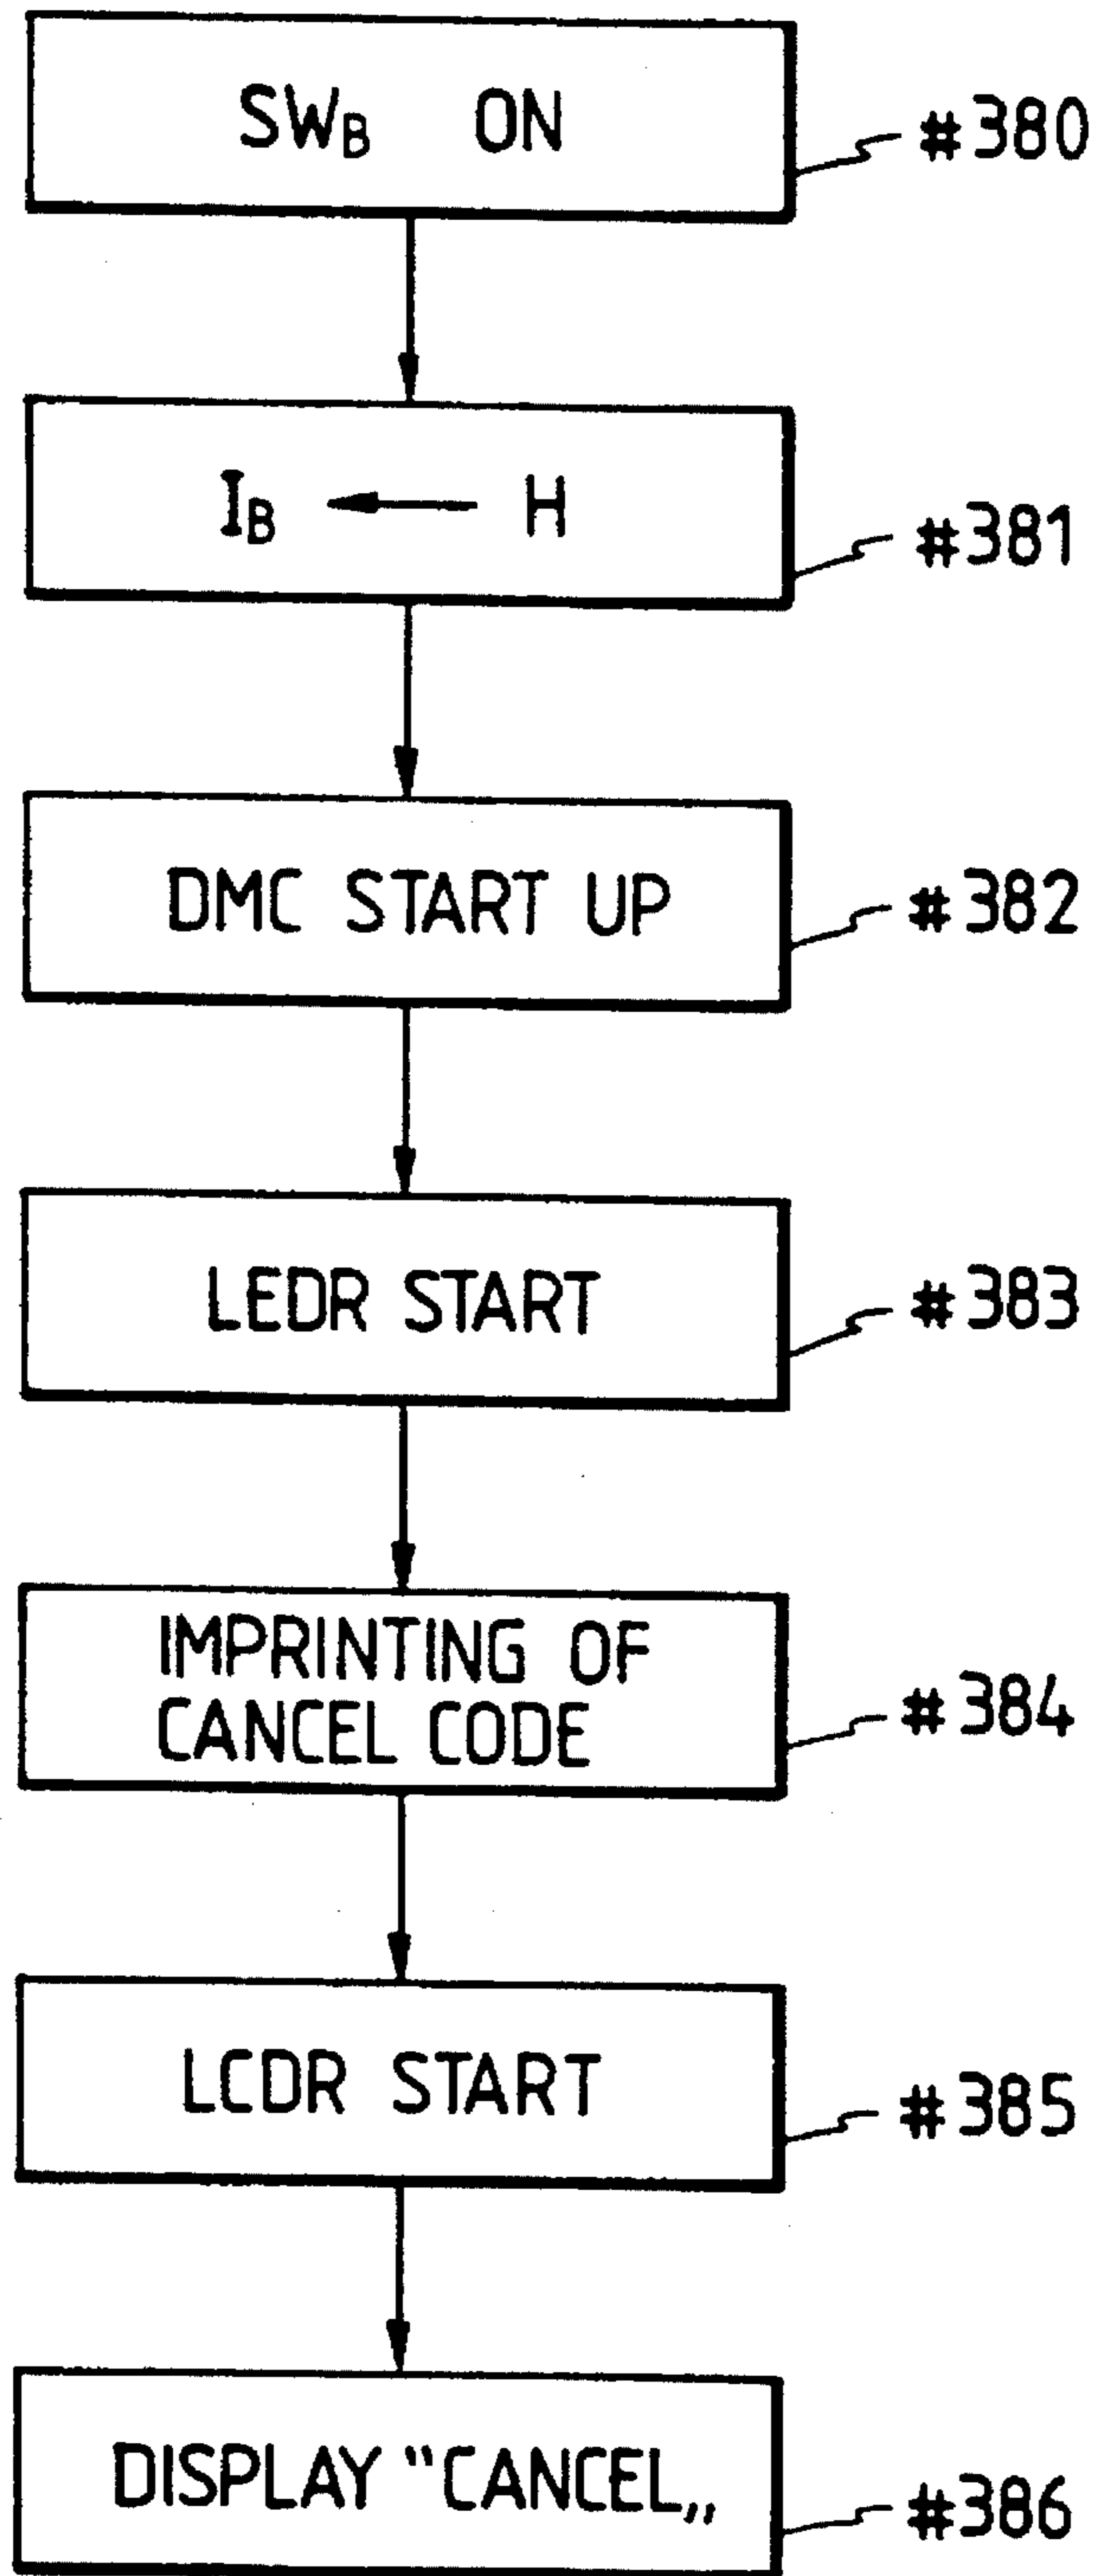 SWB ON
#380
IB ← H
#381
DMC START UP
#382
LEDR START
#383
IMPRINTING OF
CANCEL CODE
#384
LCDR START
#385
DISPLAY "CANCEL„
#386